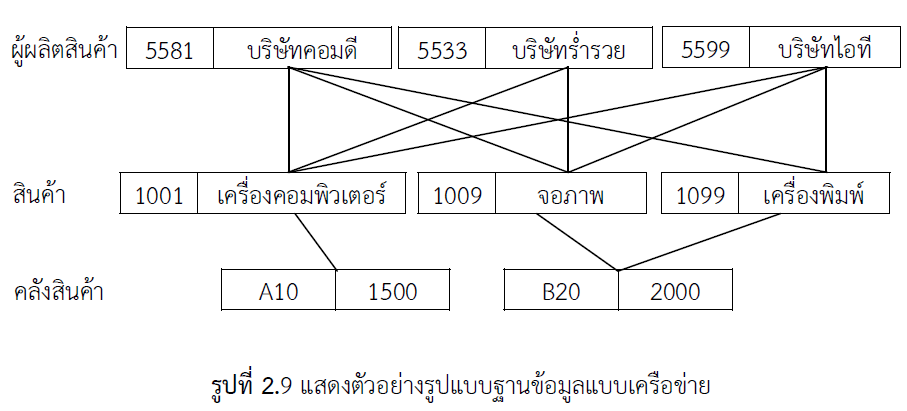 ผู้ผลิตสินค้า 5581 บริษัทคอมดี 5533 บริษัทร่ำรวย 5599 บริษัทไอที
สินค้า 1001 เครื่องคอมพิวเตอร์ 1009 จอภาพ 1099 เครื่องพิมพ์
คลังสินค้า A10 1500 B20 2000
รูปที่ 2.9 แสดงตัวอย่างรูปแบบฐานข้อมูลแบบเครือข่าย